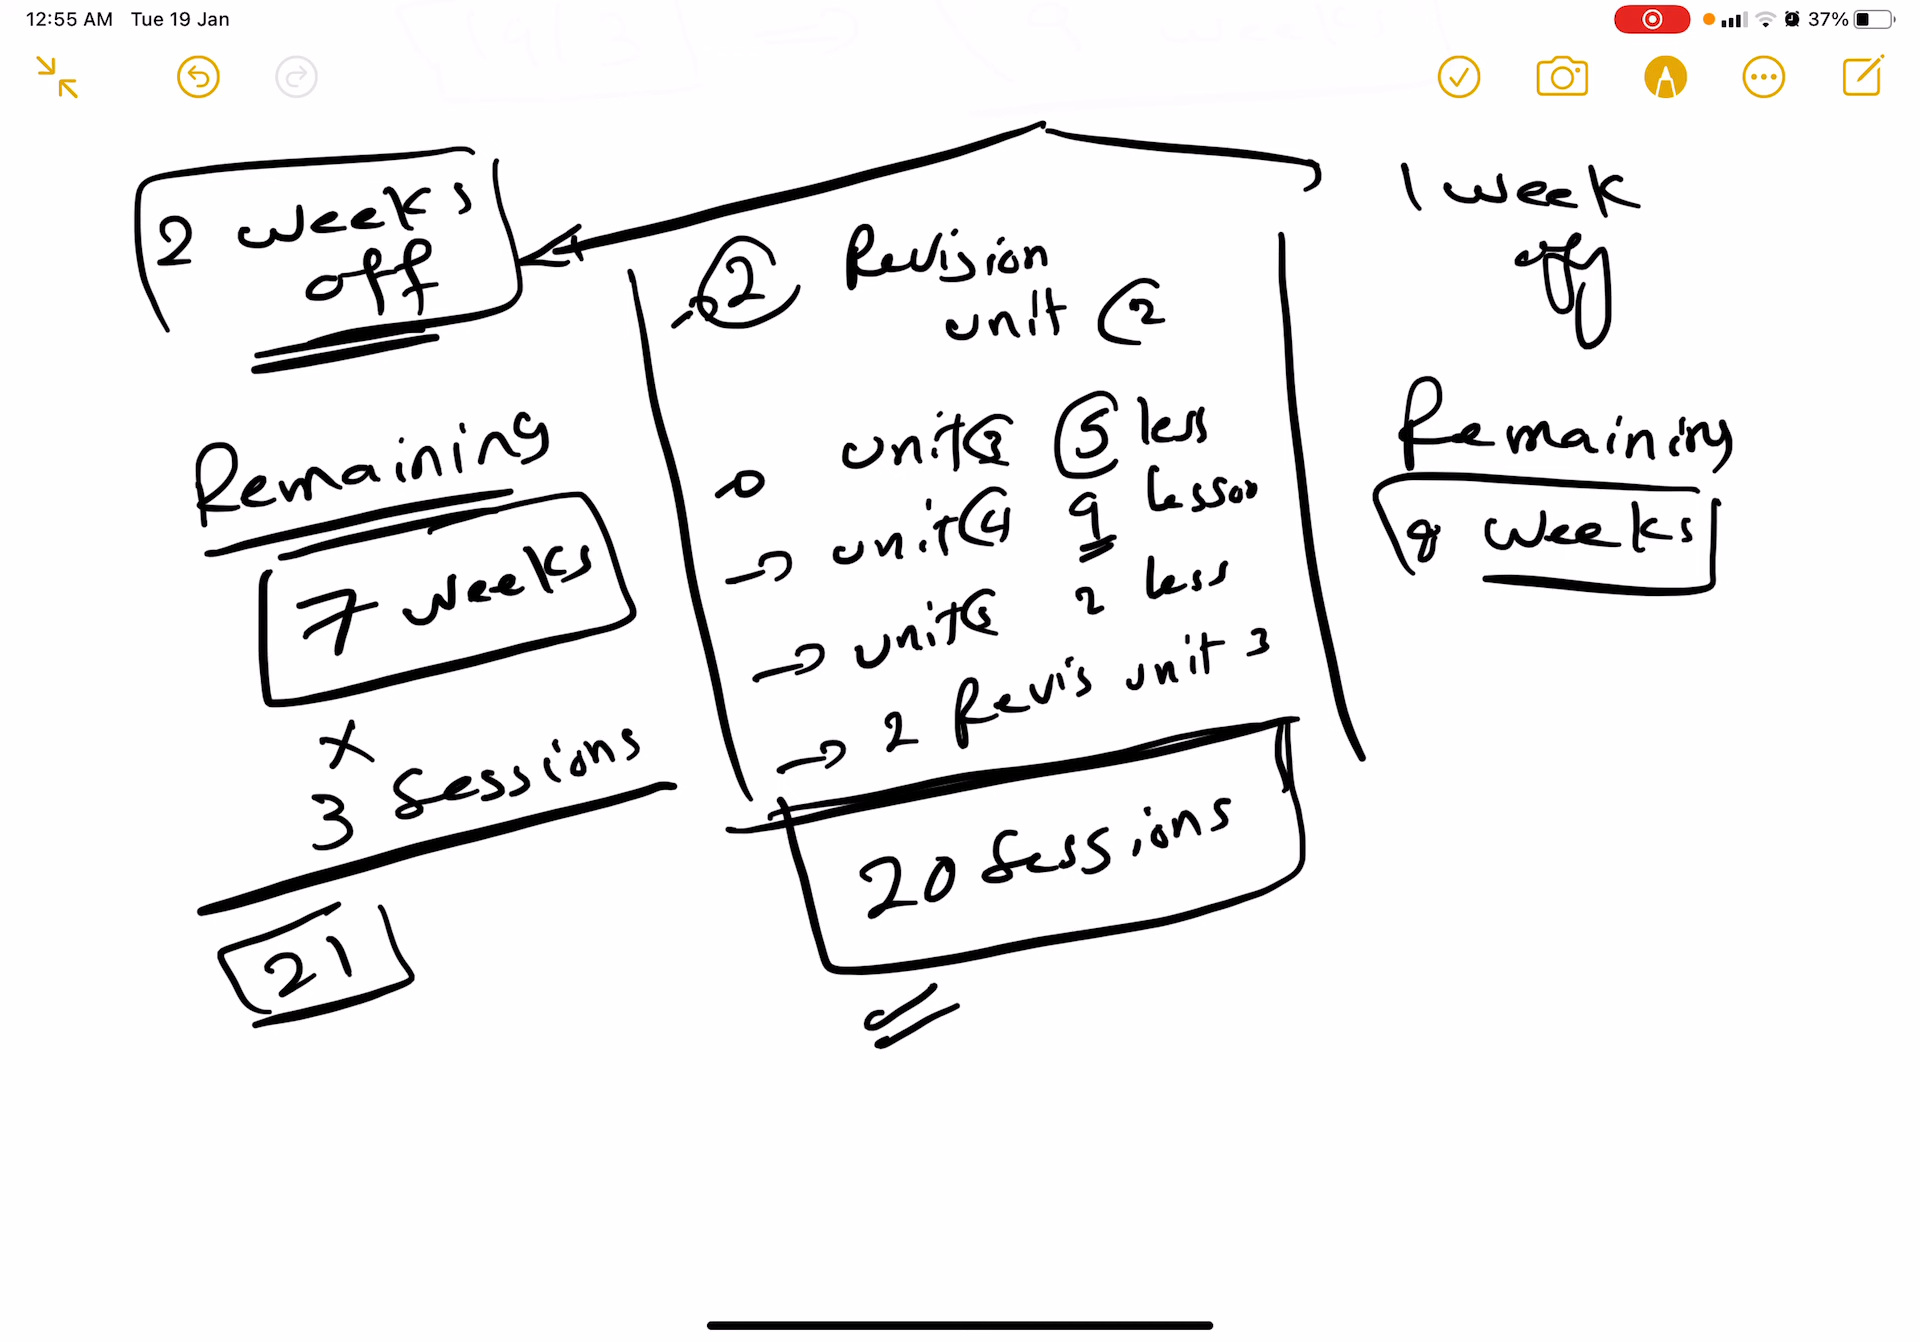 12:55 AM Tue 19 Jan
37%
2 weeks
off
Remaining
7 weeks
x
3 Sessions
21
2 Revision
unit 2
unit 3 5 less
unit 4 9 lesson
unit 2 less
2 Revis unit 3
20 Sessions
1 week
off
Remaining
8 weeks